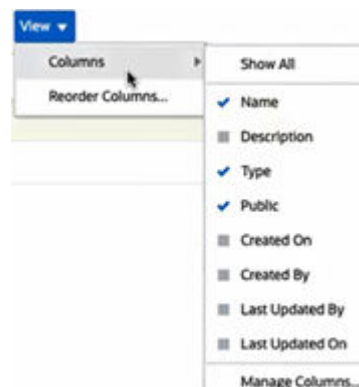 View
Columns
Reorder Columns...
Show All
Name
Description
Type
Public
Created On
Created By
Last Updated By
Last Updated On
Manage Columns...